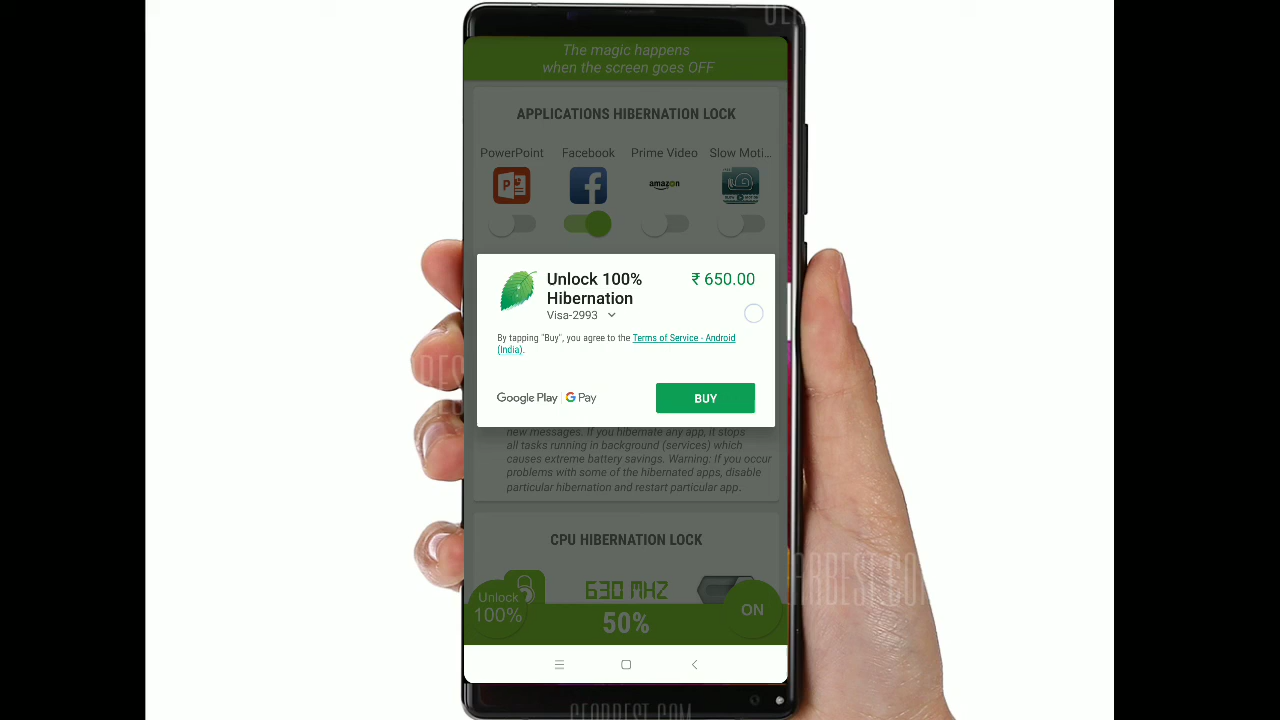 The magic happens
when the screen goes OFF
APPLICATIONS HIBERNATION LOCK
PowerPoint Facebook Prime Video Slow Moti...
P
f
amazon
Unlock 100% ₹ 650.00
Hibernation
Visa-2993
By tapping "Buy", you agree to the Terms of Service - Android
(India).
Google Play G Pay BUY
new messages. If you hibernate any app, it stops
all tasks running in background (services) which
causes extreme battery savings. Warning: If you occur
problems with some of the hibernated apps, disable
particular hibernation and restart particular app.
CPU HIBERNATION LOCK
630 MHZ
Unlock
100%
50%
ON
GEARBEST.COM